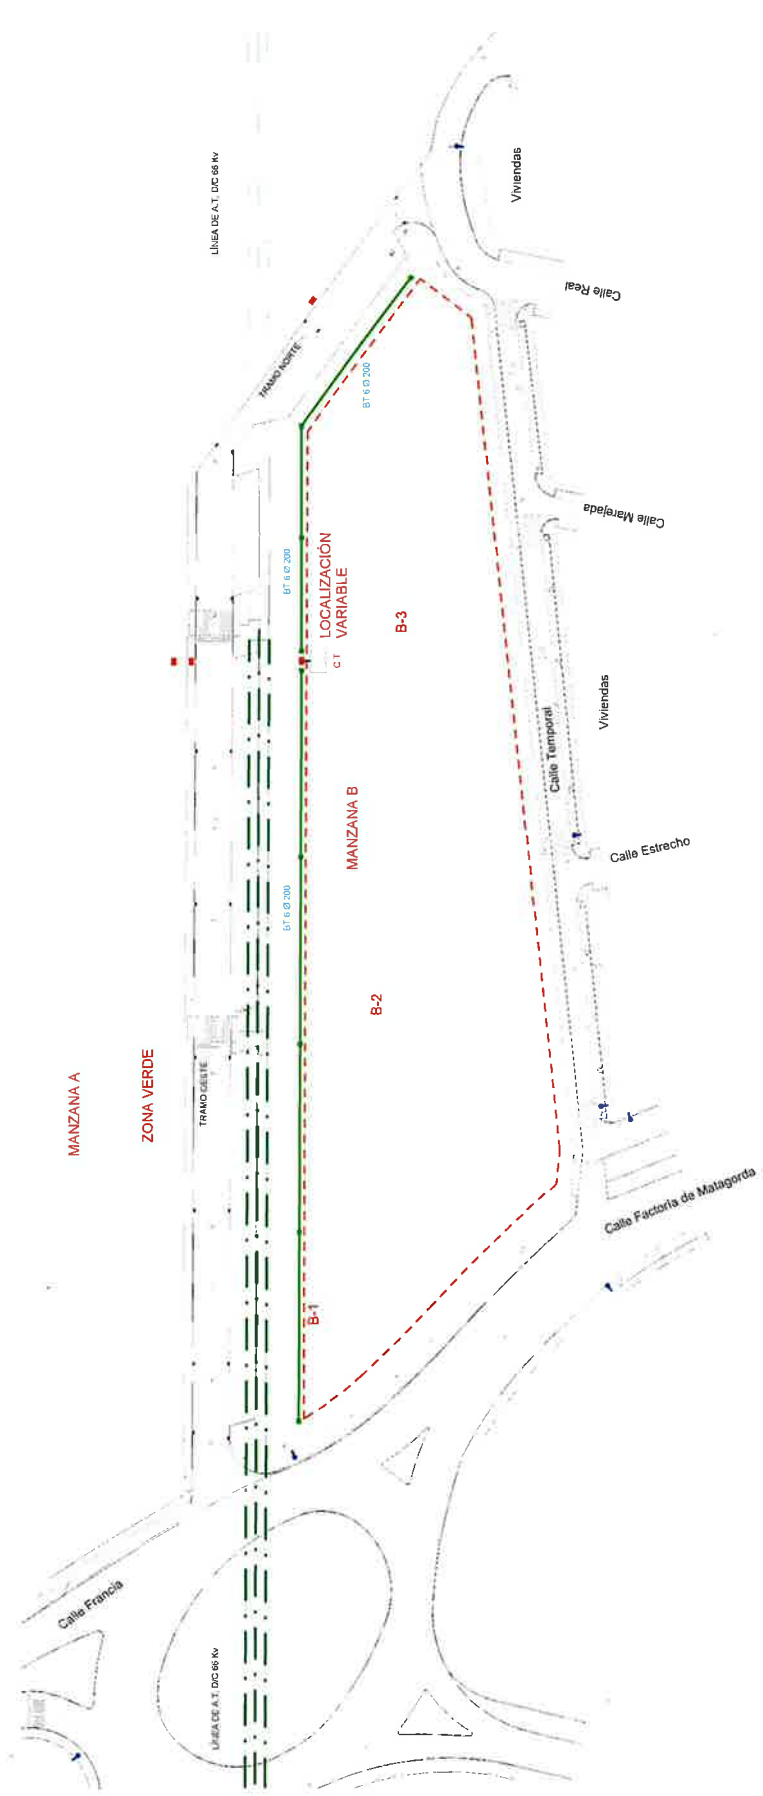 LÍNEA DE A.T. D/C 66 Kv
Viviendas
Calle Real
TRAMO NORTE
BT 6 Ø 200
Calle Marejada
BT 6 Ø 200
LOCALIZACIÓN
VARIABLE
B-3
C T
Viviendas
Calle Temporal
MANZANA B
Calle Estrecho
BT 6 Ø 200
B-2
MANZANA A
ZONA VERDE
TRAMO OESTE
Calle Factoría de Matagorda
B-1
Calle Francia
LÍNEA DE A.T. D/C 66 Kv